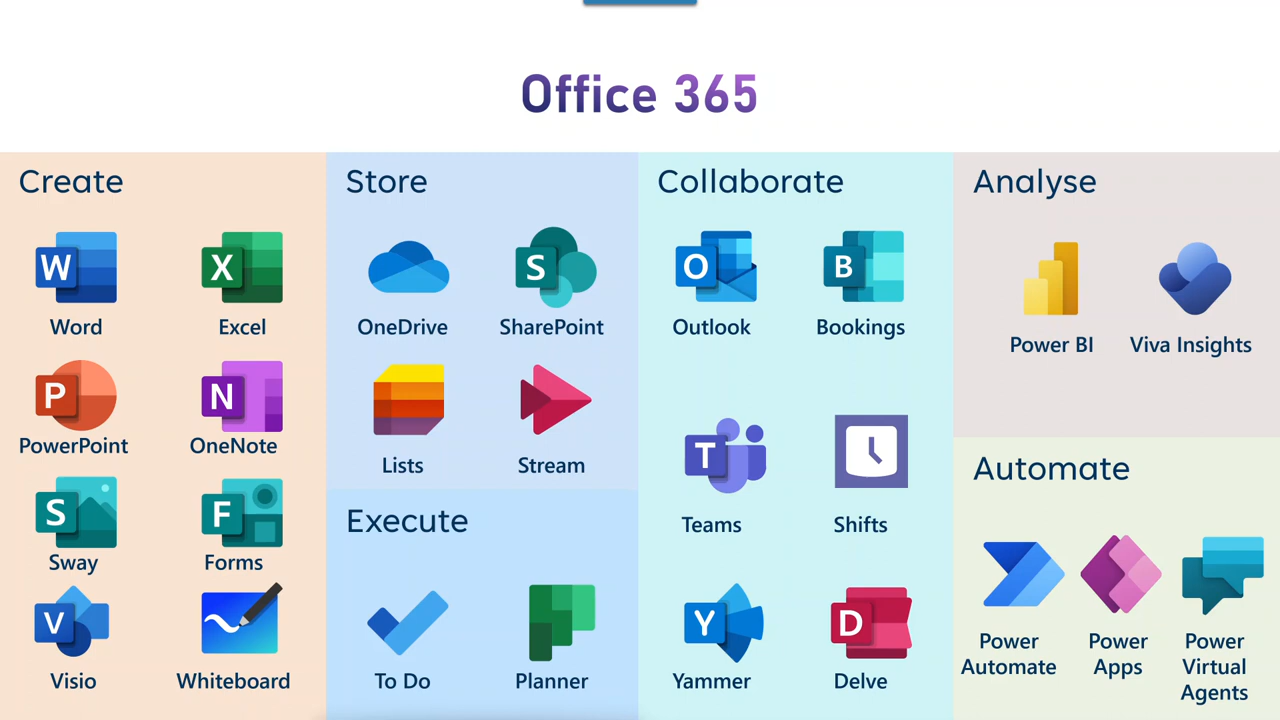 Office 365
Create
W
X
Word
Excel
P
N
PowerPoint
OneNote
S
F
Sway
Forms
V
Visio
Whiteboard
Store
S
OneDrive
SharePoint
Lists
Stream
Execute
To Do
Planner
Collaborate
O
B
Outlook
Bookings
T
Teams
Shifts
Y
D
Yammer
Delve
Analyse
Power BI
Viva Insights
Automate
Power
Automate
Power
Apps
Power
Virtual
Agents